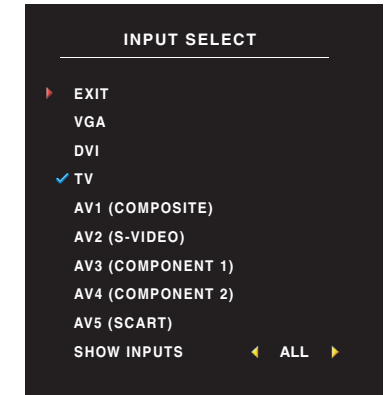 INPUT SELECT
EXIT
VGA
DVI
TV
AV1 (COMPOSITE)
AV2 (S-VIDEO)
AV3 (COMPONENT 1)
AV4 (COMPONENT 2)
AV5 (SCART)
SHOW INPUTS ALL